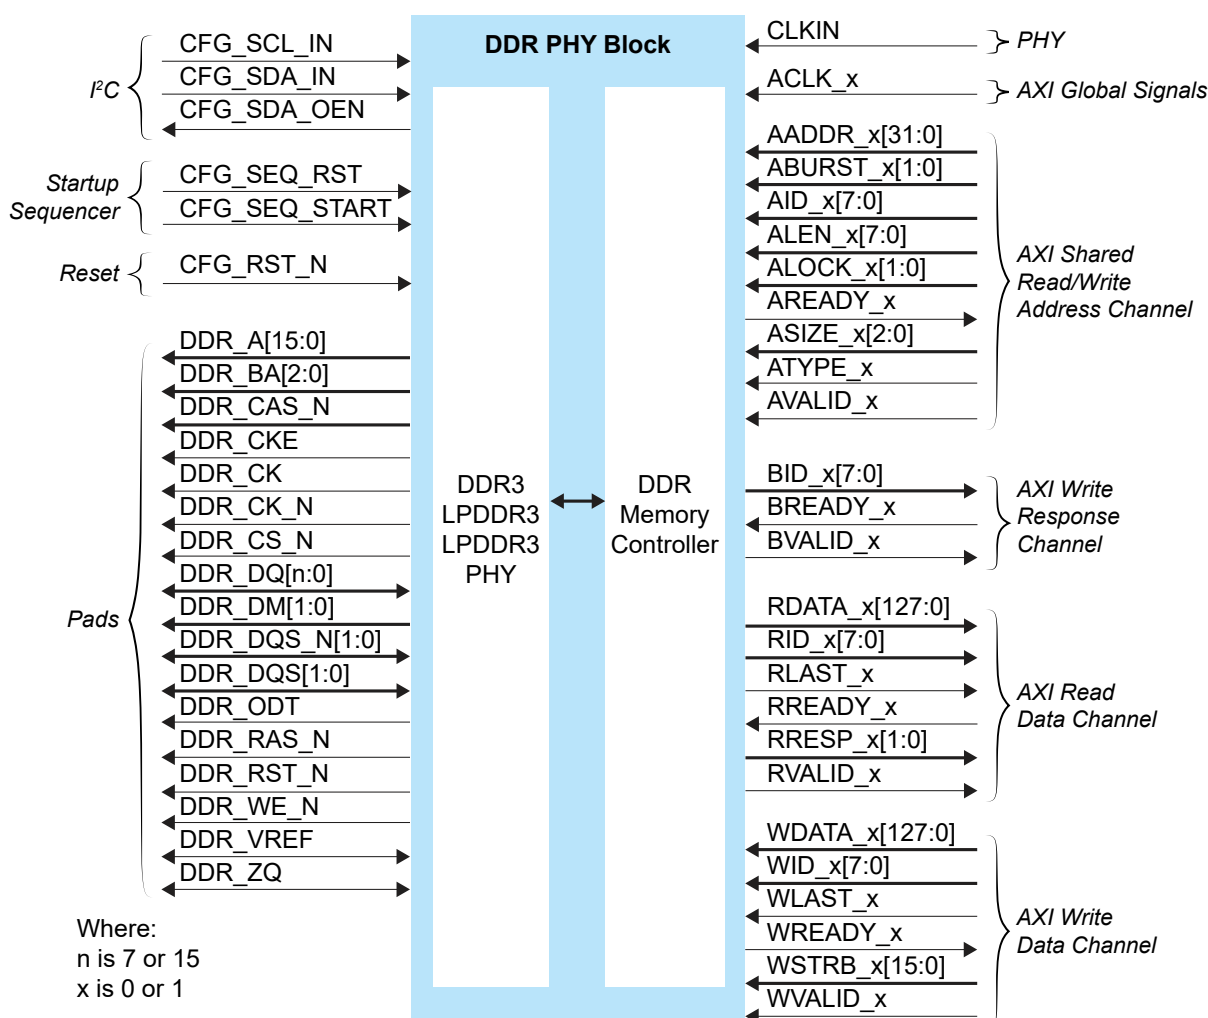 DDR PHY Block
I²C
CFG_SCL_IN
CFG_SDA_IN
CFG_SDA_OEN
Startup
Sequencer
CFG_SEQ_RST
CFG_SEQ_START
Reset
CFG_RST_N
Pads
DDR_A[15:0]
DDR_BA[2:0]
DDR_CAS_N
DDR_CKE
DDR_CK
DDR_CK_N
DDR_CS_N
DDR_DQ[n:0]
DDR_DM[1:0]
DDR_DQS_N[1:0]
DDR_DQS[1:0]
DDR_ODT
DDR_RAS_N
DDR_RST_N
DDR_WE_N
DDR_VREF
DDR_ZQ
Where:
n is 7 or 15
x is 0 or 1
DDR3
LPDDR3
LPDDR3
PHY
DDR
Memory
Controller
CLKIN
PHY
ACLK_x
AXI Global Signals
AADDR_x[31:0]
ABURST_x[1:0]
AID_x[7:0]
ALEN_x[7:0]
ALOCK_x[1:0]
AREADY_x
ASIZE_x[2:0]
ATYPE_x
AVALID_x
AXI Shared
Read/Write
Address Channel
BID_x[7:0]
BREADY_x
BVALID_x
AXI Write
Response
Channel
RDATA_x[127:0]
RID_x[7:0]
RLAST_x
RREADY_x
RRESP_x[1:0]
RVALID_x
AXI Read
Data Channel
WDATA_x[127:0]
WID_x[7:0]
WLAST_x
WREADY_x
WSTRB_x[15:0]
WVALID_x
AXI Write
Data Channel